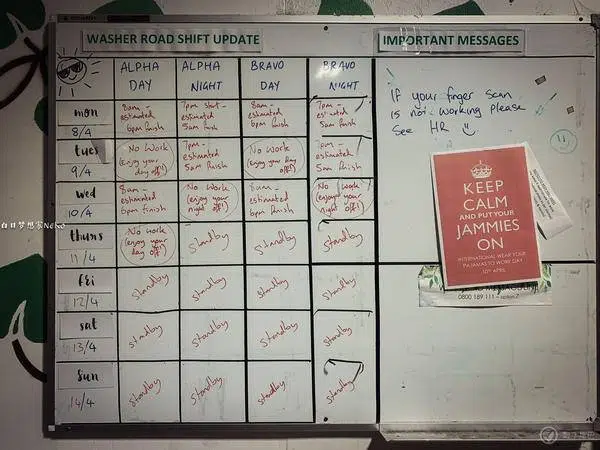 WASHER ROAD SHIFT UPDATE
IMPORTANT MESSAGES
ALPHA DAY
ALPHA NIGHT
BRAVO DAY
BRAVO NIGHT
mon
8/4
8am - estimated 6pm finish
7pm start - estimated 5am finish
8am - estimated 6pm finish
7pm - estimated 5am finish
tues
9/4
No Work (enjoy your day off!)
7pm - estimated 5am finish
No Work (enjoy your day off!)
7pm - estimated 5am finish
wed
10/4
8am - estimated 6pm finish
No Work (enjoy your night off!)
8am - estimated 6pm finish
No Work (enjoy your night off!)
thurs
11/4
No Work (enjoy your day off!)
standby
standby
standby
fri
12/4
standby
standby
standby
standby
sat
13/4
standby
standby
standby
standby
sun
14/4
standby
standby
standby
standby
If your finger scan
is not working please
see HR
KEEP
CALM
AND PUT YOUR
JAMMIES
ON
INTERNATIONAL WEAR YOUR
PAJAMAS TO WORK DAY
10TH APRIL
0800 189 111 - option 2
白日梦想家NeKo